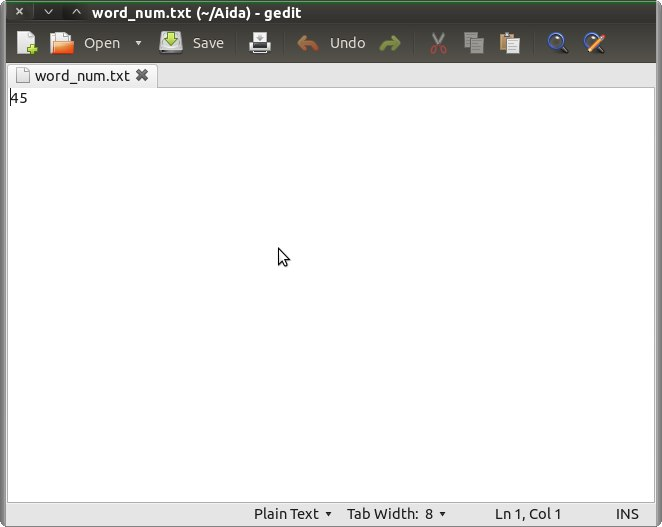 word_num.txt (~/Aida) - gedit
Open Save Undo
word_num.txt
45
Plain Text Tab Width: 8 Ln 1, Col 1 INS